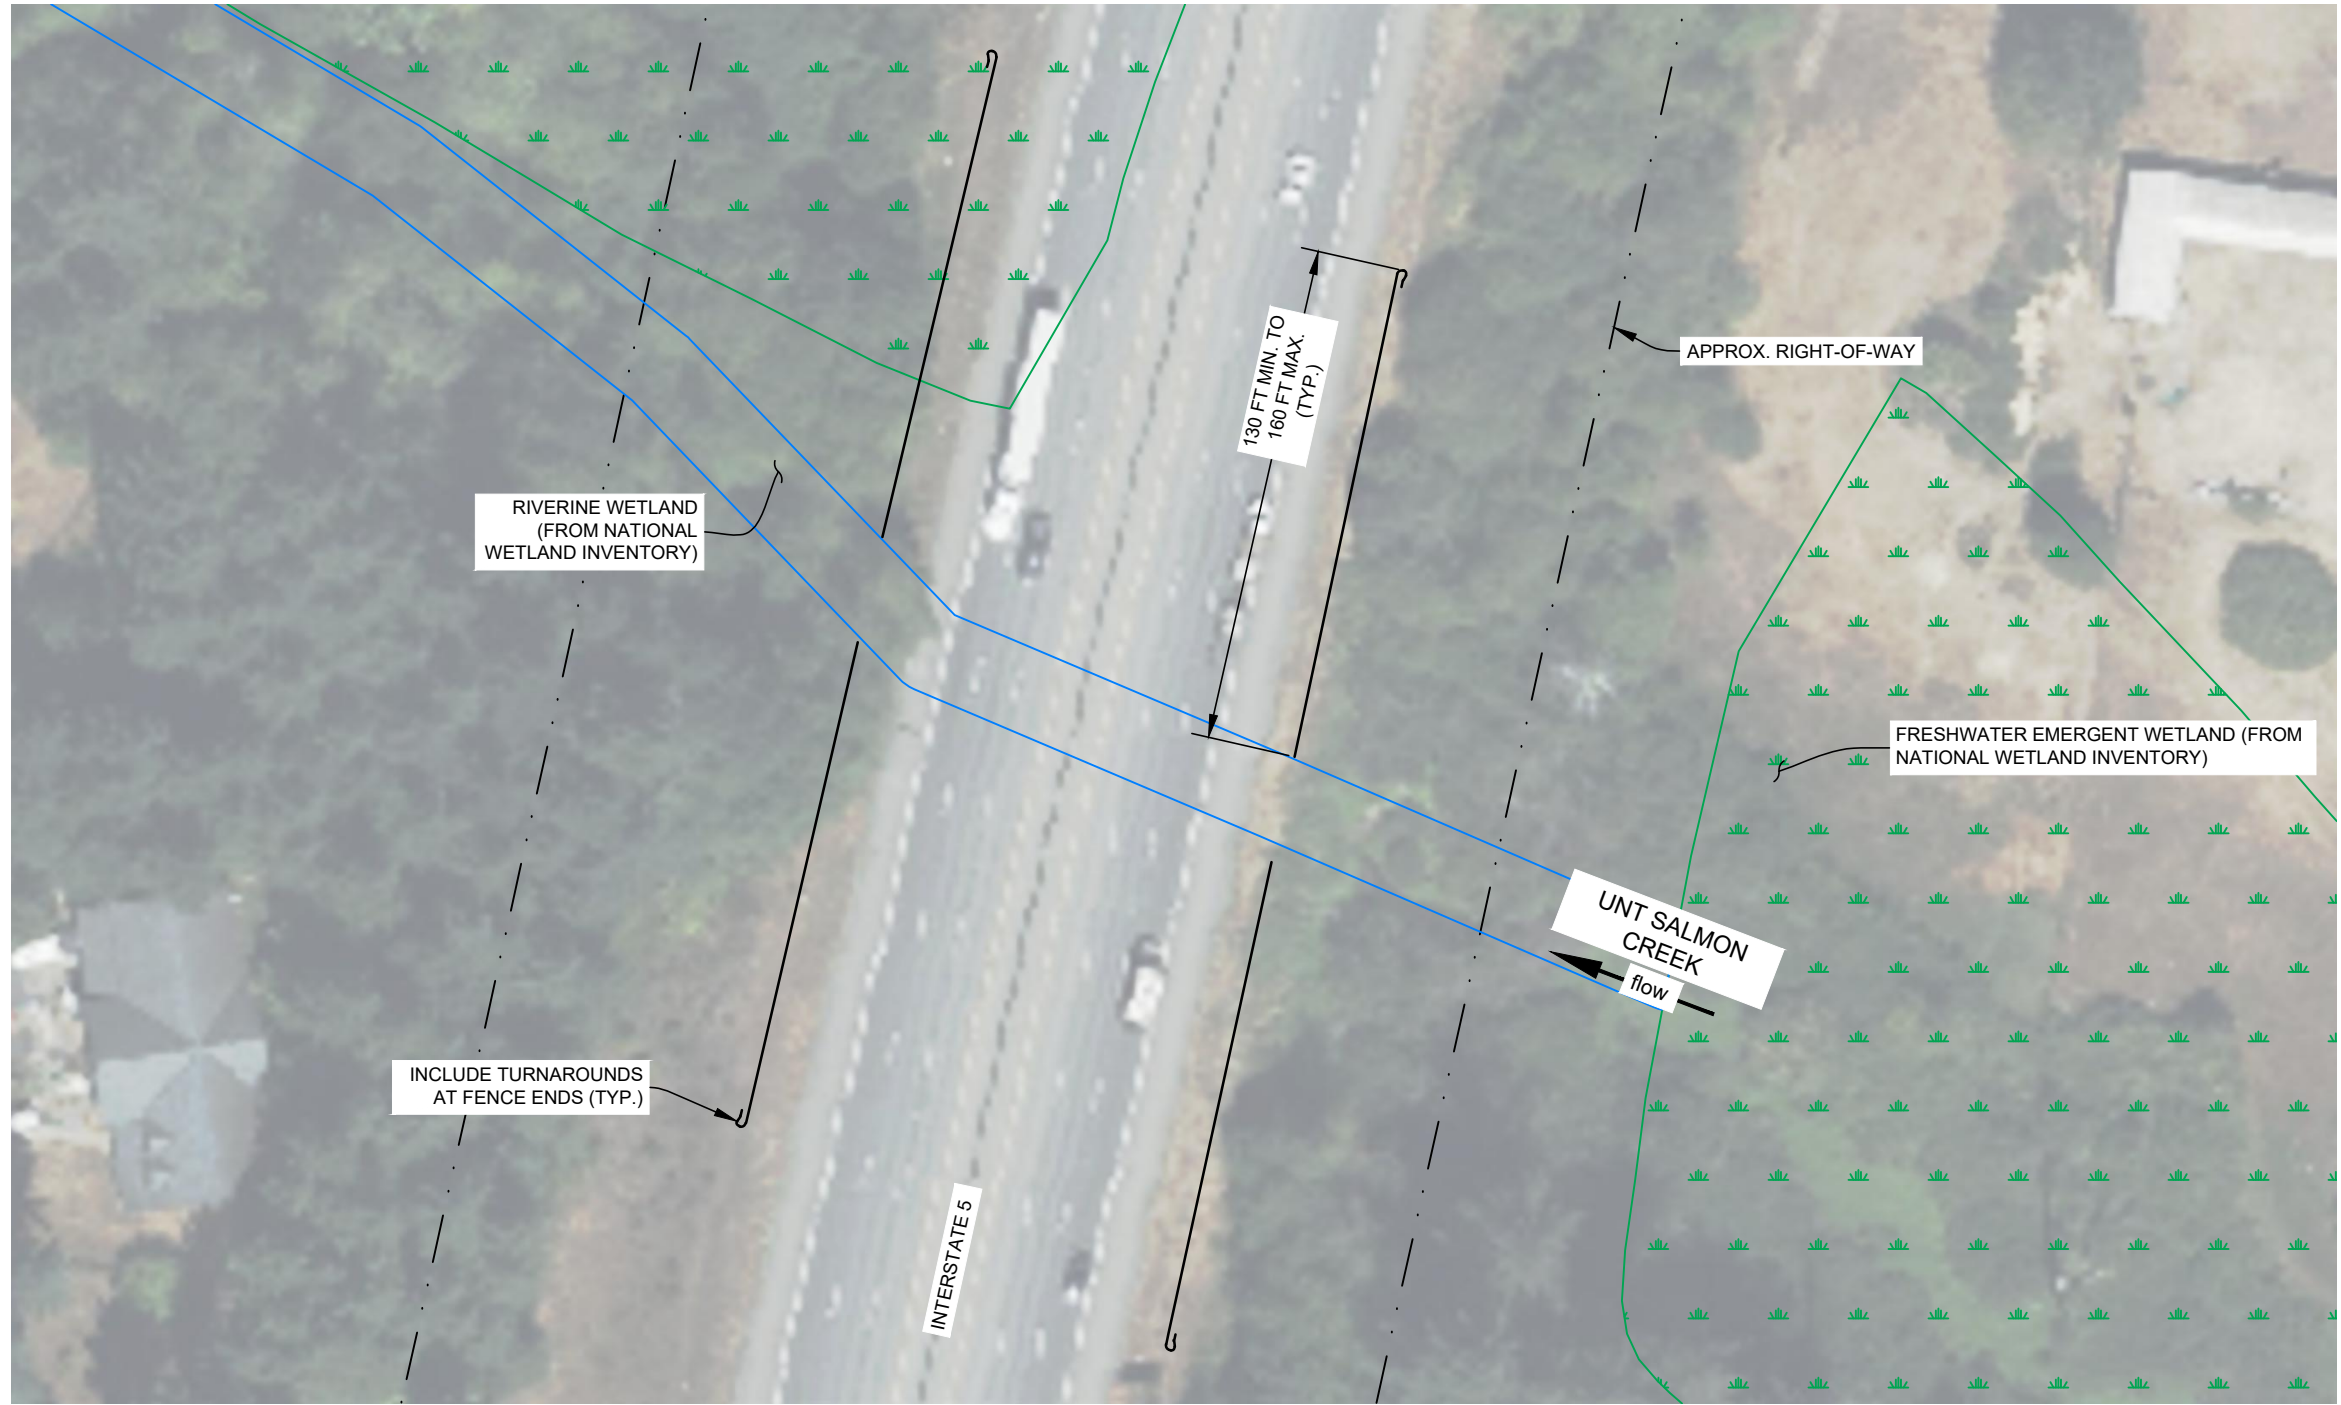 130 FT MIN. TO
160 FT MAX.
(TYP.)
APPROX. RIGHT-OF-WAY
RIVERINE WETLAND
(FROM NATIONAL
WETLAND INVENTORY)
FRESHWATER EMERGENT WETLAND (FROM
NATIONAL WETLAND INVENTORY)
UNT SALMON
CREEK
flow
INCLUDE TURNAROUNDS
AT FENCE ENDS (TYP.)
INTERSTATE 5